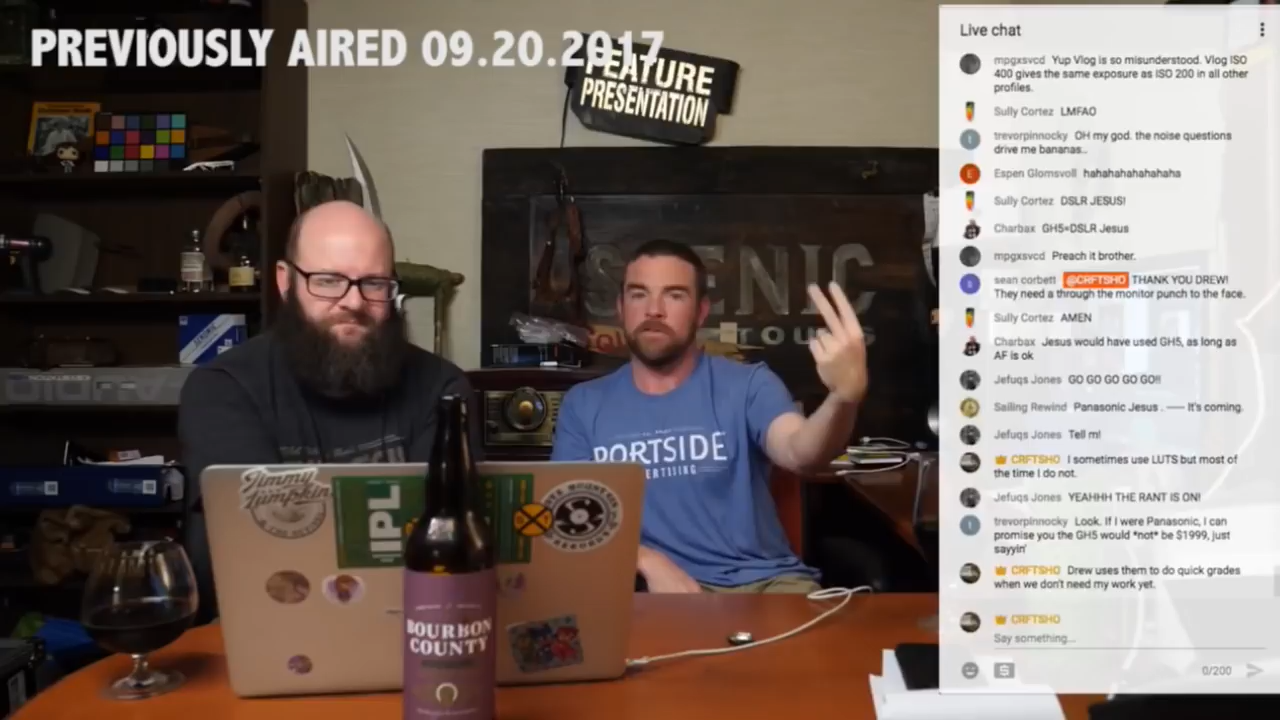 PREVIOUSLY AIRED 09.20.2017
FEATURE
PRESENTATION
SCENIC
TOURS
PORTSIDE
Jimmy
Lumpkin
IIPL
BOURBON
COUNTY
Live chat
mpgxsvcd Yup Vlog is so misunderstood. Vlog ISO
400 gives the same exposure as ISO 200 in all other
profiles.
Sully Cortez LMFAO
trevorpinnocky OH my god. the noise questions
drive me bananas..
E Espen Glomsvoll hahahahahahahaha
Sully Cortez DSLR JESUS!
Charbax GH5=DSLR Jesus
mpgxsvcd Preach it brother.
sean corbett @CRFTSHO THANK YOU DREW!
They need a through the monitor punch to the face.
Sully Cortez AMEN
Charbax Jesus would have used GH5, as long as
AF is ok
Jefuqs Jones GO GO GO GO GO!!
Sailing Rewind Panasonic Jesus . —— It's coming.
Jefuqs Jones Tell m!
CRFTSHO I sometimes use LUTS but most of
the time I do not.
Jefuqs Jones YEAHHH THE RANT IS ON!
trevorpinnocky Look. If I were Panasonic, I can
promise you the GH5 would *not* be $1999, just
sayyin'
CRFTSHO Drew uses them to do quick grades
when we don't need my work yet.
CRFTSHO
Say something...
0/200